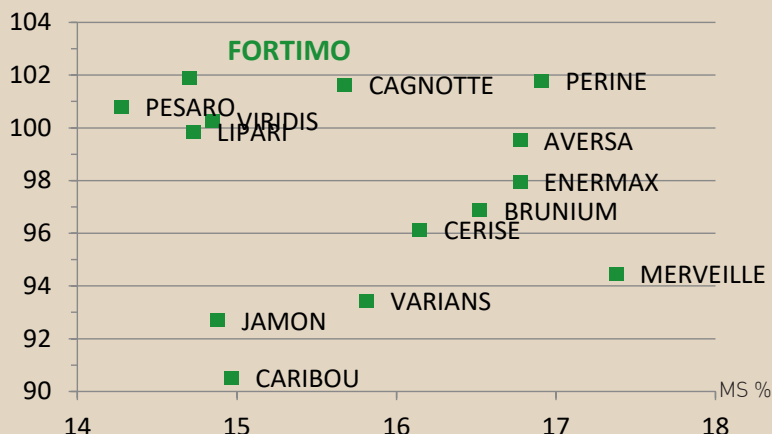 104
FORTIMO
102
CAGNOTTE
PERINE
PESARO
VIRIDIS
100
LIPARI
AVERSA
98
ENERMAX
BRUNIUM
96
CERISE
MERVEILLE
94
VARIANS
JAMON
92
CARIBOU
90
MS %
14 15 16 17 18